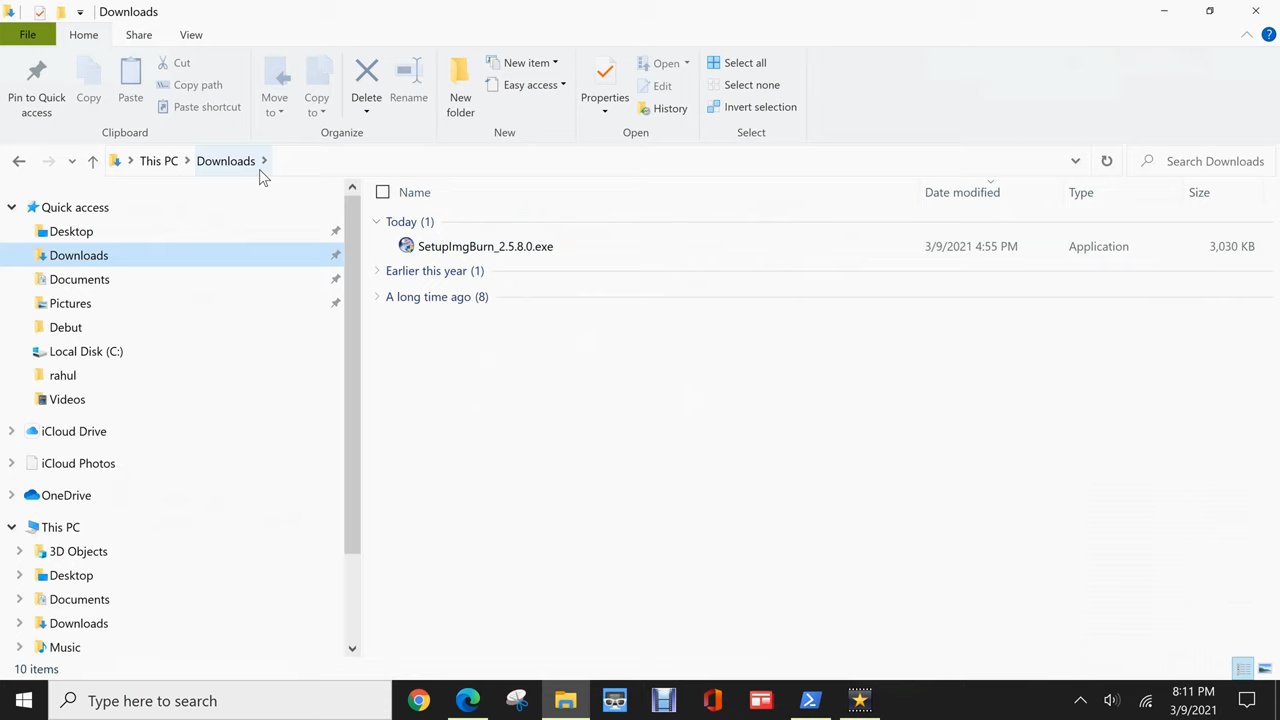 Downloads
File Home Share View
Pin to Quick access
Copy
Paste
Cut
Copy path
Paste shortcut
Clipboard
Move to
Copy to
Delete
Rename
Organize
New folder
New item
Easy access
New
Properties
Open
Edit
History
Open
Select all
Select none
Invert selection
Select
This PC Downloads
Search Downloads
Quick access
Desktop
Downloads
Documents
Pictures
Debut
Local Disk (C:)
rahul
Videos
iCloud Drive
iCloud Photos
OneDrive
This PC
3D Objects
Desktop
Documents
Downloads
Music
Name Date modified Type Size
Today (1)
SetupImgBurn_2.5.8.0.exe 3/9/2021 4:55 PM Application 3,030 KB
Earlier this year (1)
A long time ago (8)
10 items
Type here to search
8:11 PM
3/9/2021